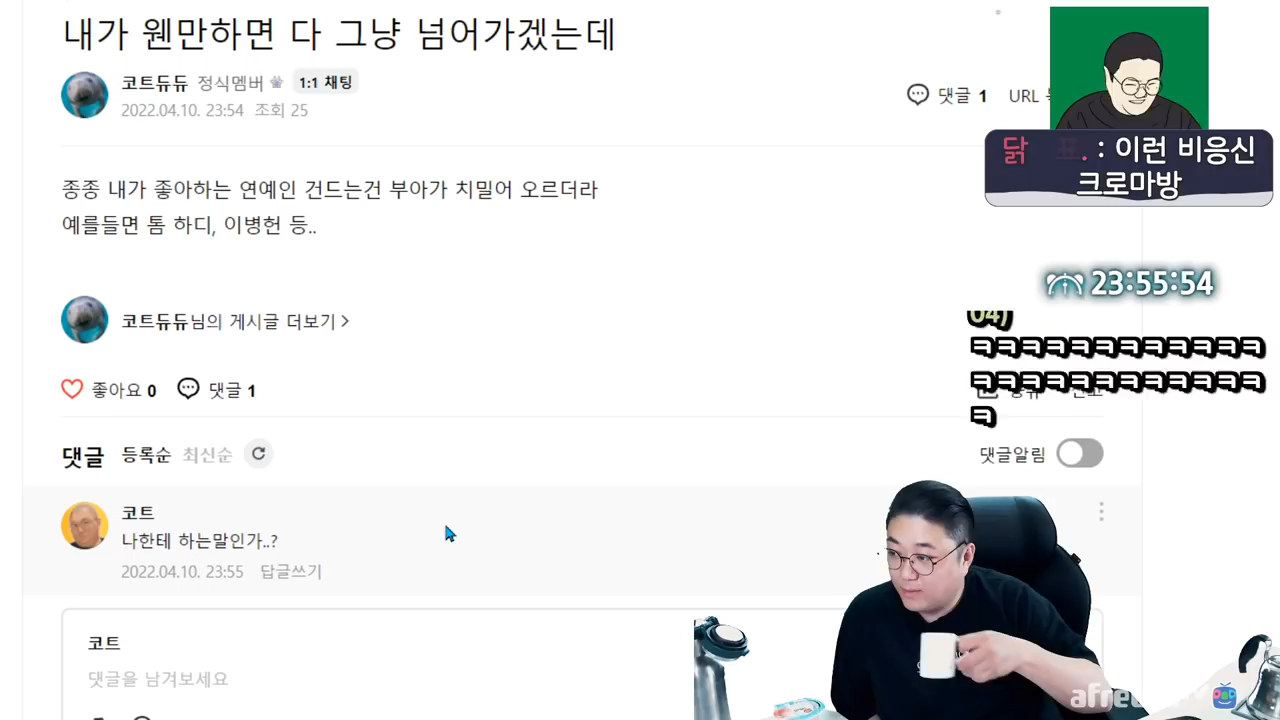 내가 웬만하면 다 그냥 넘어가겠는데
코트듀듀 정식멤버 1:1 채팅
2022.04.10. 23:54 조회 25
댓글 1 URL
닭 . : 이런 비응신
크로마방
종종 내가 좋아하는 연예인 건드는건 부아가 치밀어 오르더라
예를들면 톰 하디, 이병헌 등..
23:55:54
04)
ㅋㅋㅋㅋㅋㅋㅋㅋㅋㅋㅋㅋ
ㅋㅋㅋㅋㅋㅋㅋㅋㅋㅋㅋㅋ
ㅋ
코트듀듀님의 게시글 더보기
좋아요 0 댓글 1
댓글 등록순 최신순
댓글알림
코트
나한테 하는말인가..?
2022.04.10. 23:55 답글쓰기
코트
댓글을 남겨보세요